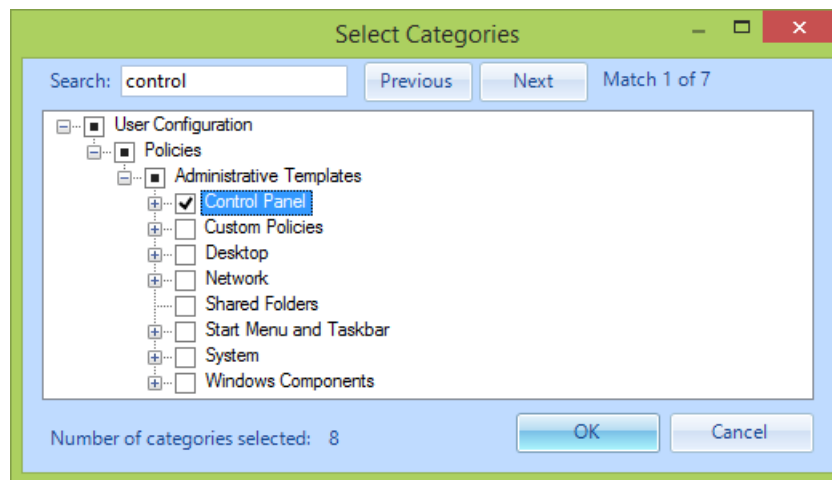 Select Categories
Search: control Previous Next Match 1 of 7
User Configuration
Policies
Administrative Templates
Control Panel
Custom Policies
Desktop
Network
Shared Folders
Start Menu and Taskbar
System
Windows Components
Number of categories selected: 8 OK Cancel